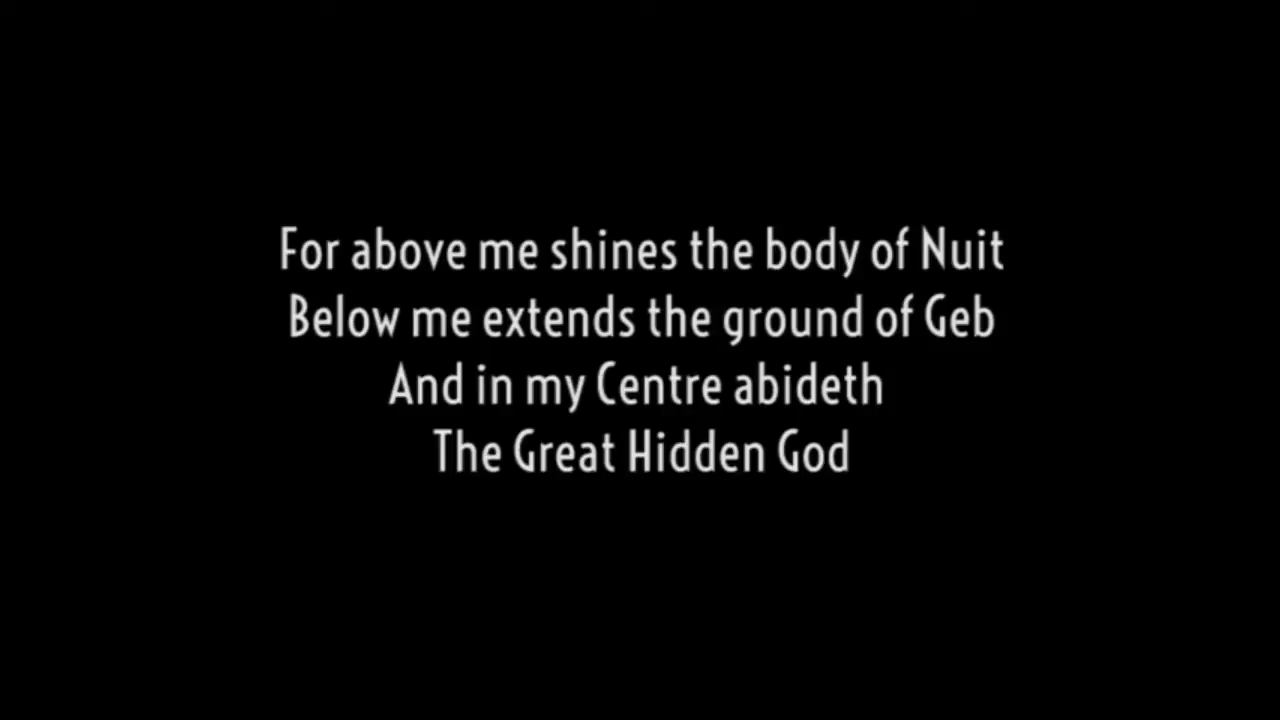 For above me shines the body of Nuit
Below me extends the ground of Geb
And in my Centre abideth
The Great Hidden God